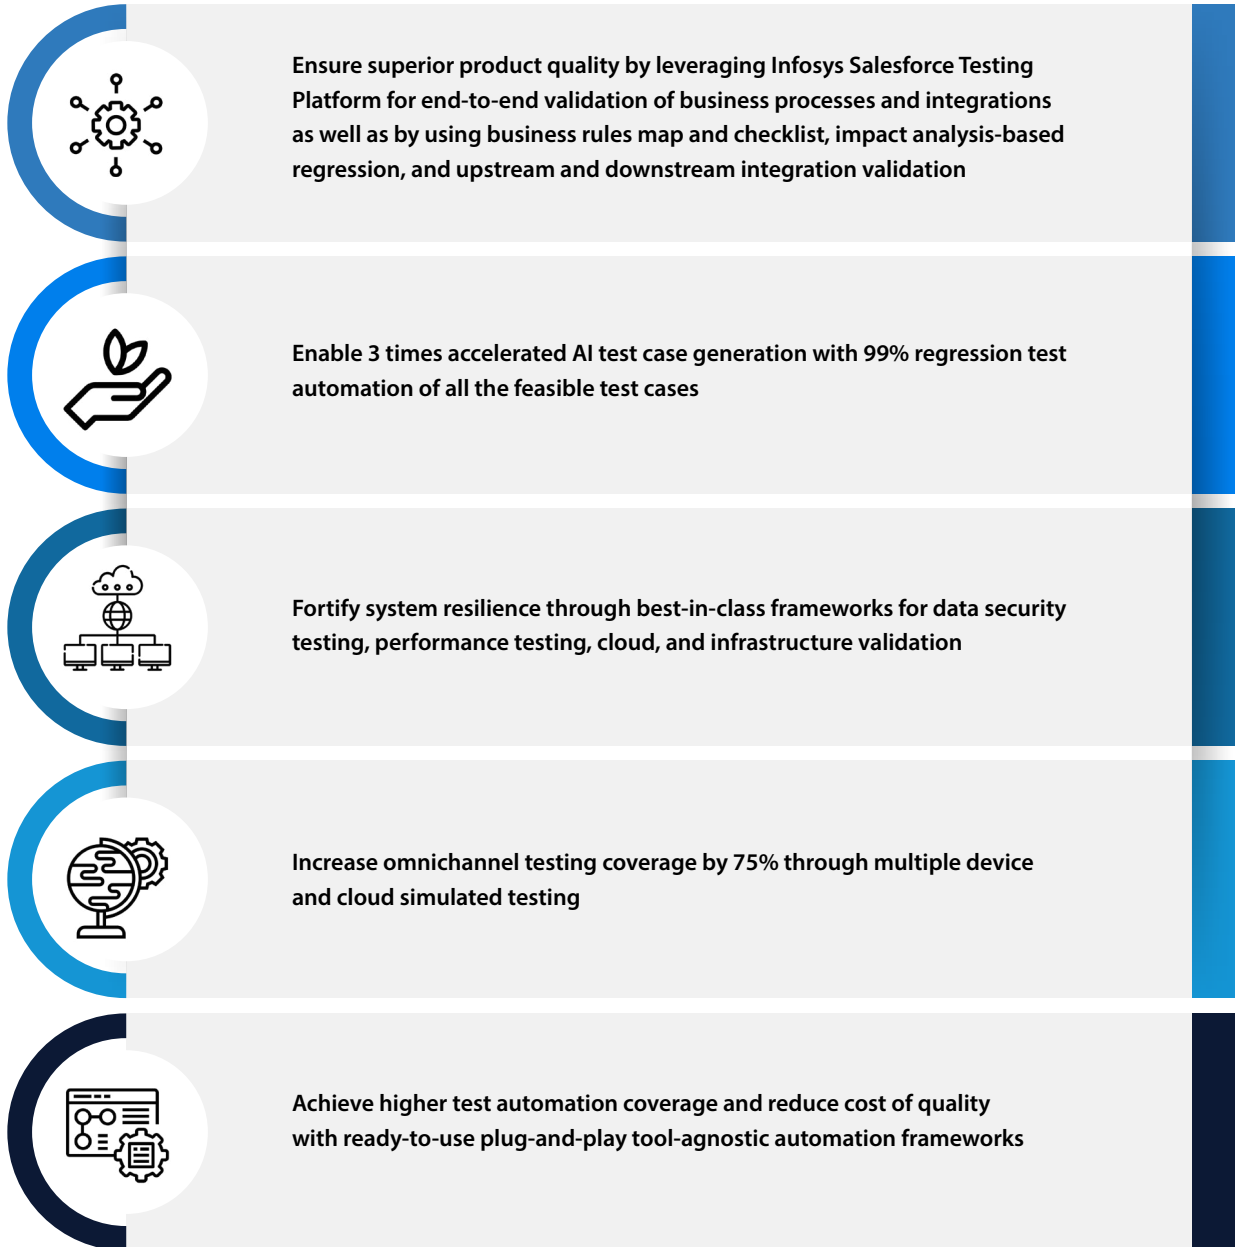 Ensure superior product quality by leveraging Infosys Salesforce Testing
Platform for end-to-end validation of business processes and integrations
as well as by using business rules map and checklist, impact analysis-based
regression, and upstream and downstream integration validation
Enable 3 times accelerated AI test case generation with 99% regression test
automation of all the feasible test cases
Fortify system resilience through best-in-class frameworks for data security
testing, performance testing, cloud, and infrastructure validation
Increase omnichannel testing coverage by 75% through multiple device
and cloud simulated testing
Achieve higher test automation coverage and reduce cost of quality
with ready-to-use plug-and-play tool-agnostic automation frameworks